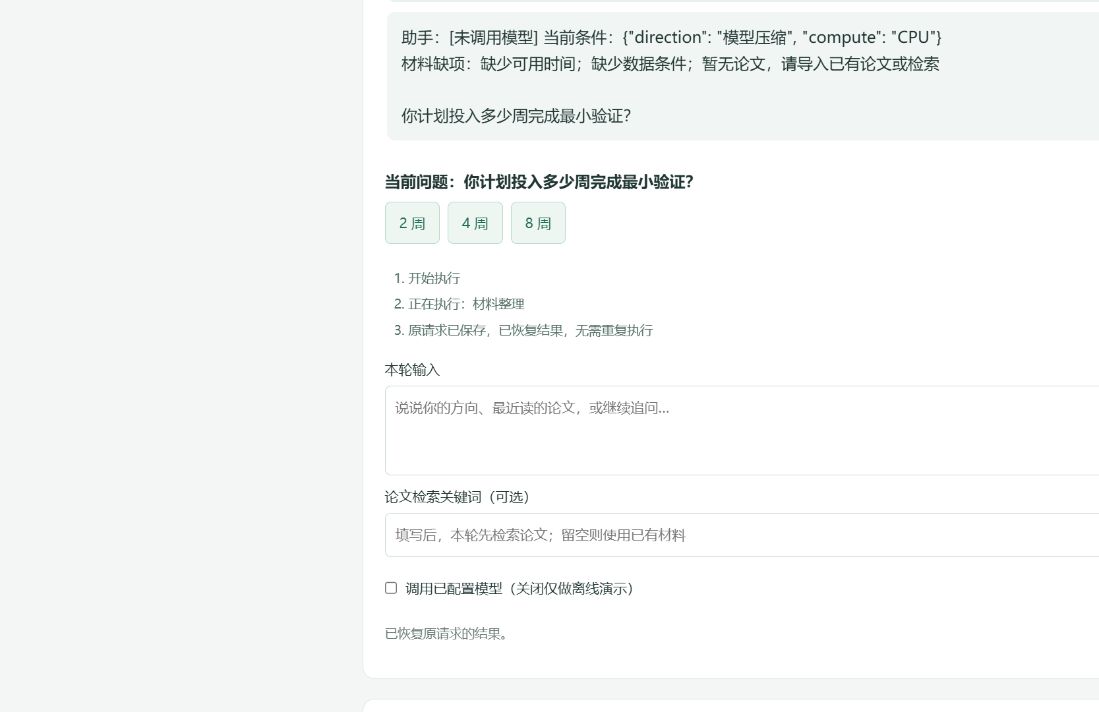 助手：[未调用模型] 当前条件：{"direction": "模型压缩", "compute": "CPU"}
材料缺项：缺少可用时间；缺少数据条件；暂无论文，请导入已有论文或检索
你计划投入多少周完成最小验证？
当前问题：你计划投入多少周完成最小验证？
2 周 4 周 8 周
1. 开始执行
2. 正在执行：材料整理
3. 原请求已保存，已恢复结果，无需重复执行
本轮输入
说说你的方向、最近读的论文，或继续追问...
论文检索关键词（可选）
填写后，本轮先检索论文；留空则使用已有材料
调用已配置模型（关闭仅做离线演示）
已恢复原请求的结果。